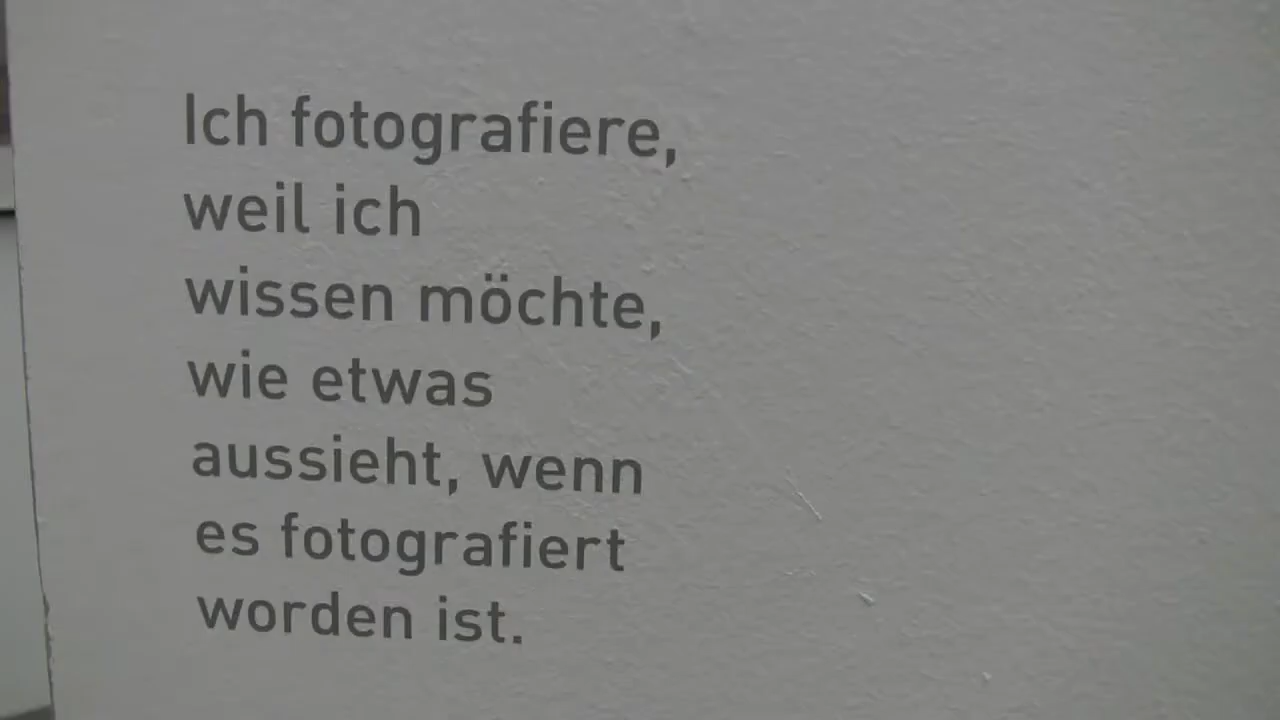 Ich fotografiere,
weil ich
wissen möchte,
wie etwas
aussieht, wenn
es fotografiert
worden ist.